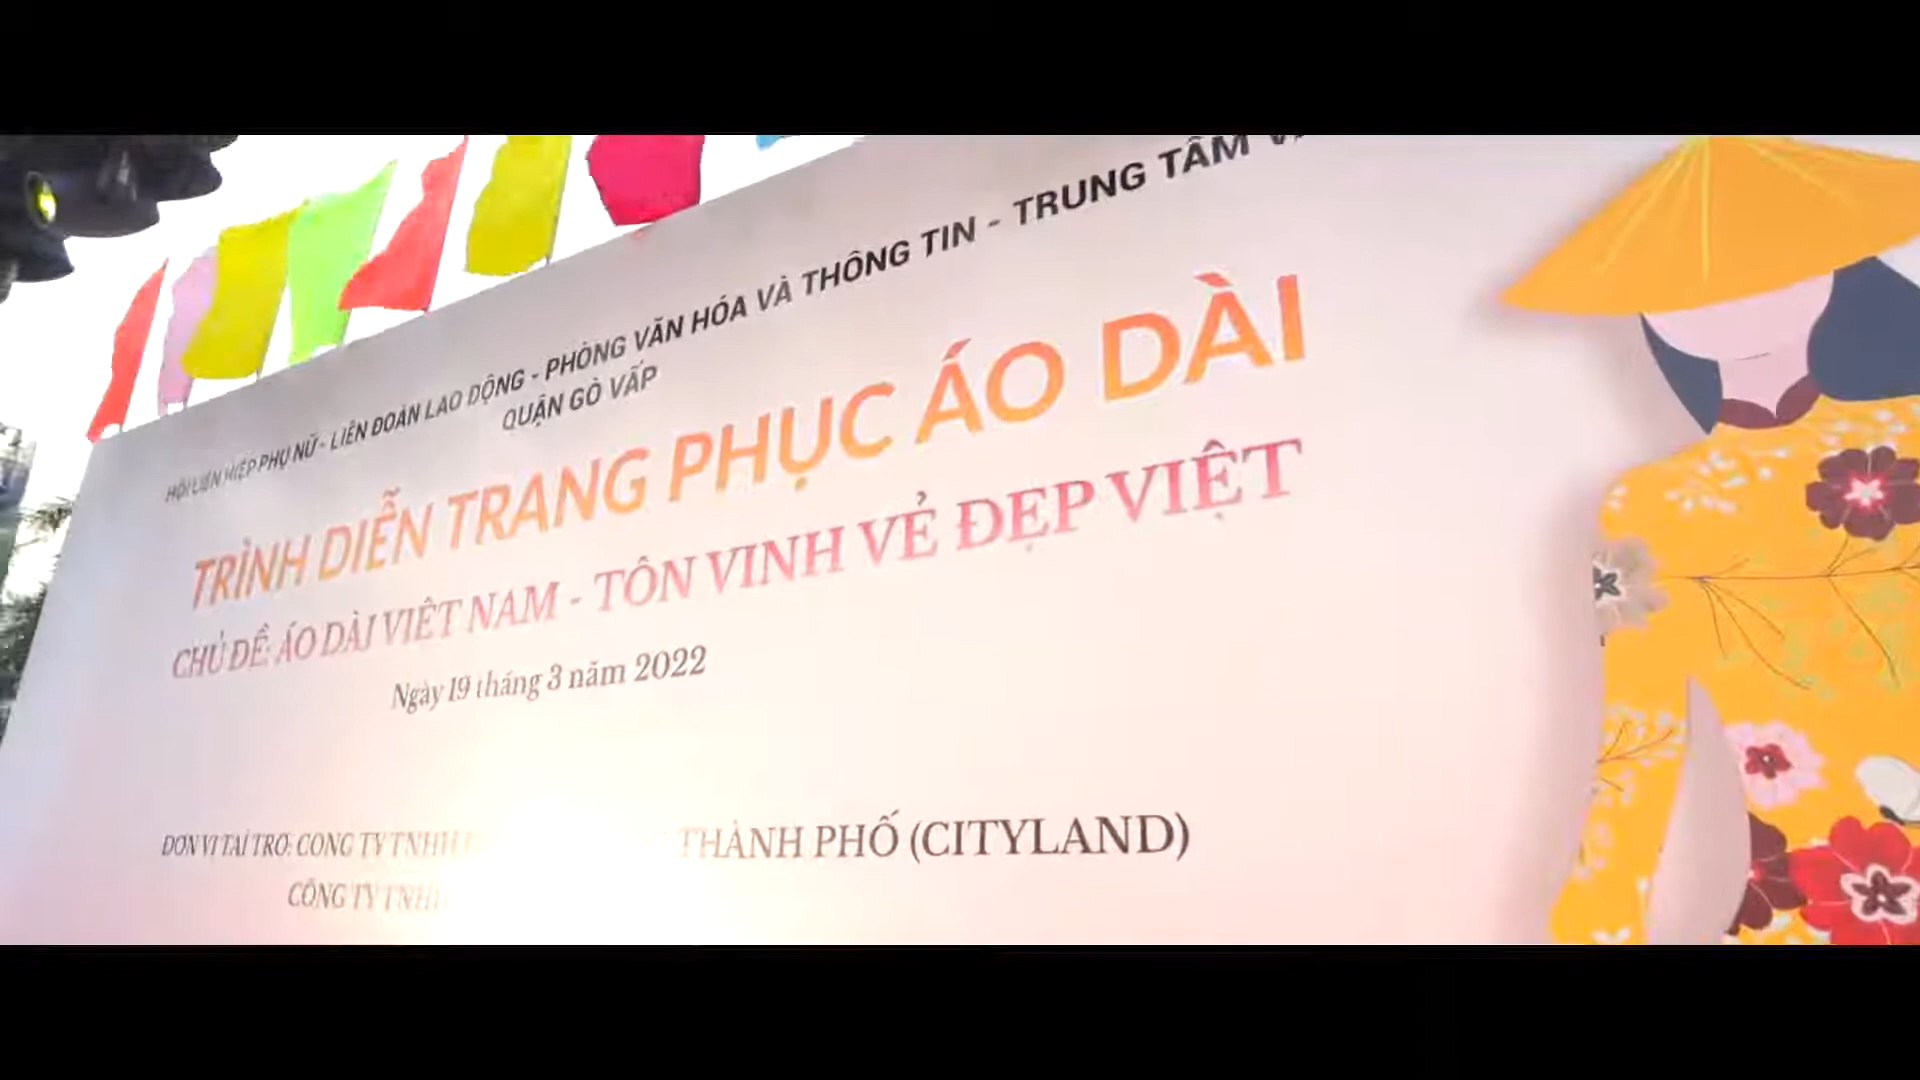 HỘI LIÊN HIỆP PHỤ NỮ - LIÊN ĐOÀN LAO ĐỘNG - PHÒNG VĂN HÓA VÀ THÔNG TIN - TRUNG TÂM
QUẬN GÒ VẤP
TRÌNH DIỄN TRANG PHỤC ÁO DÀI
CHỦ ĐỀ: ÁO DÀI VIỆT NAM - TÔN VINH VẺ ĐẸP VIỆT
Ngày 19 tháng 3 năm 2022
ĐƠN VỊ TÀI TRỢ: CÔNG TY TNHH THÀNH PHỐ (CITYLAND)
CÔNG TY TNHH